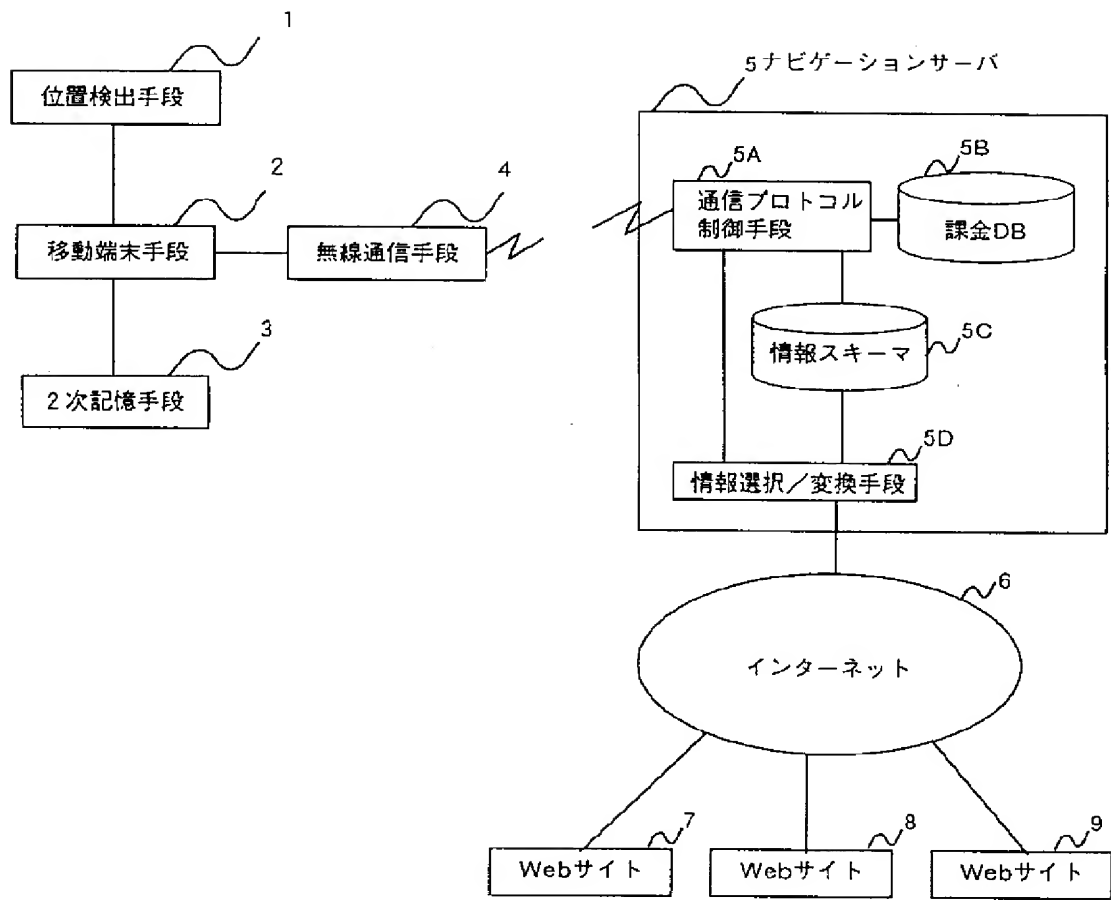 1
位置検出手段
2
移動端末手段
4
無線通信手段
3
2次記憶手段
5ナビゲーションサーバ
5A
通信プロトコル
制御手段
5B
課金DB
情報スキーマ
5C
5D
情報選択／変換手段
6
インターネット
7
Webサイト
8
Webサイト
9
Webサイト